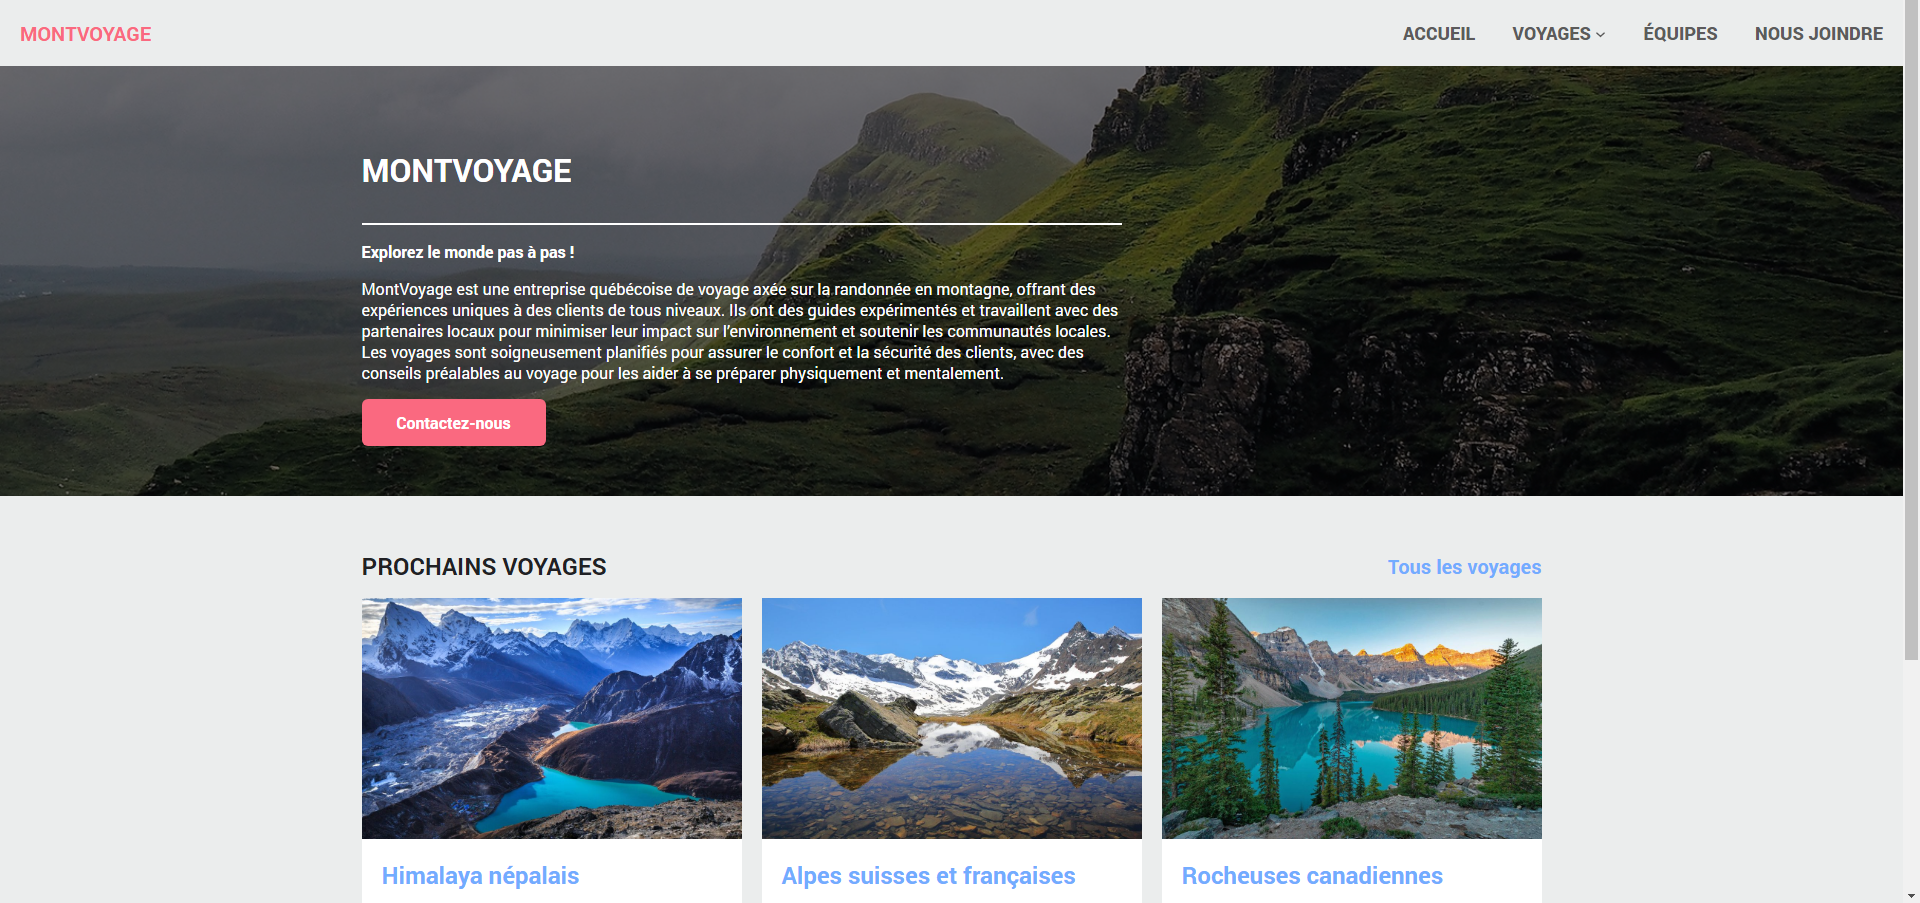 MONTVOYAGE
ACCUEIL
VOYAGES
ÉQUIPES
NOUS JOINDRE
MONTVOYAGE
Explorez le monde pas à pas !
MontVoyage est une entreprise québécoise de voyage axée sur la randonnée en montagne, offrant des
expériences uniques à des clients de tous niveaux. Ils ont des guides expérimentés et travaillent avec des
partenaires locaux pour minimiser leur impact sur l’environnement et soutenir les communautés locales.
Les voyages sont soigneusement planifiés pour assurer le confort et la sécurité des clients, avec des
conseils préalables au voyage pour les aider à se préparer physiquement et mentalement.
Contactez-nous
PROCHAINS VOYAGES
Tous les voyages
Himalaya népalais
Alpes suisses et françaises
Rocheuses canadiennes